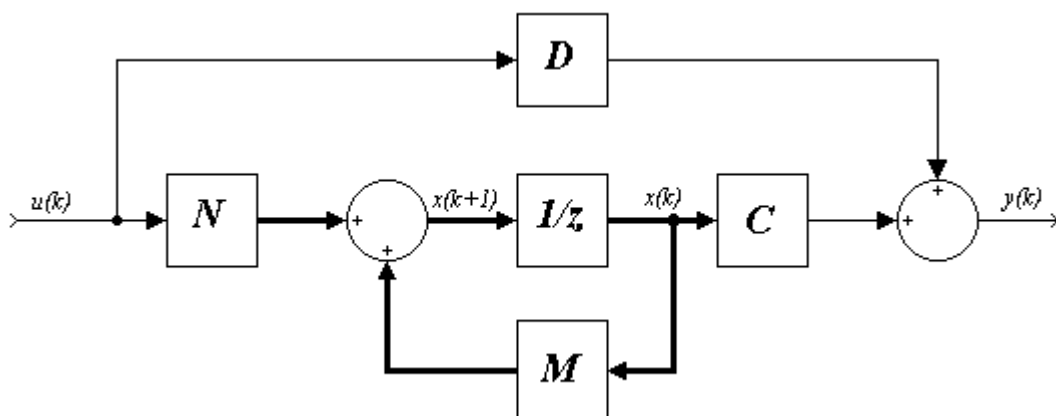 D
u(k)
N
x(k+1)
1/z
x(k)
C
y(k)
+
+
+
+
M